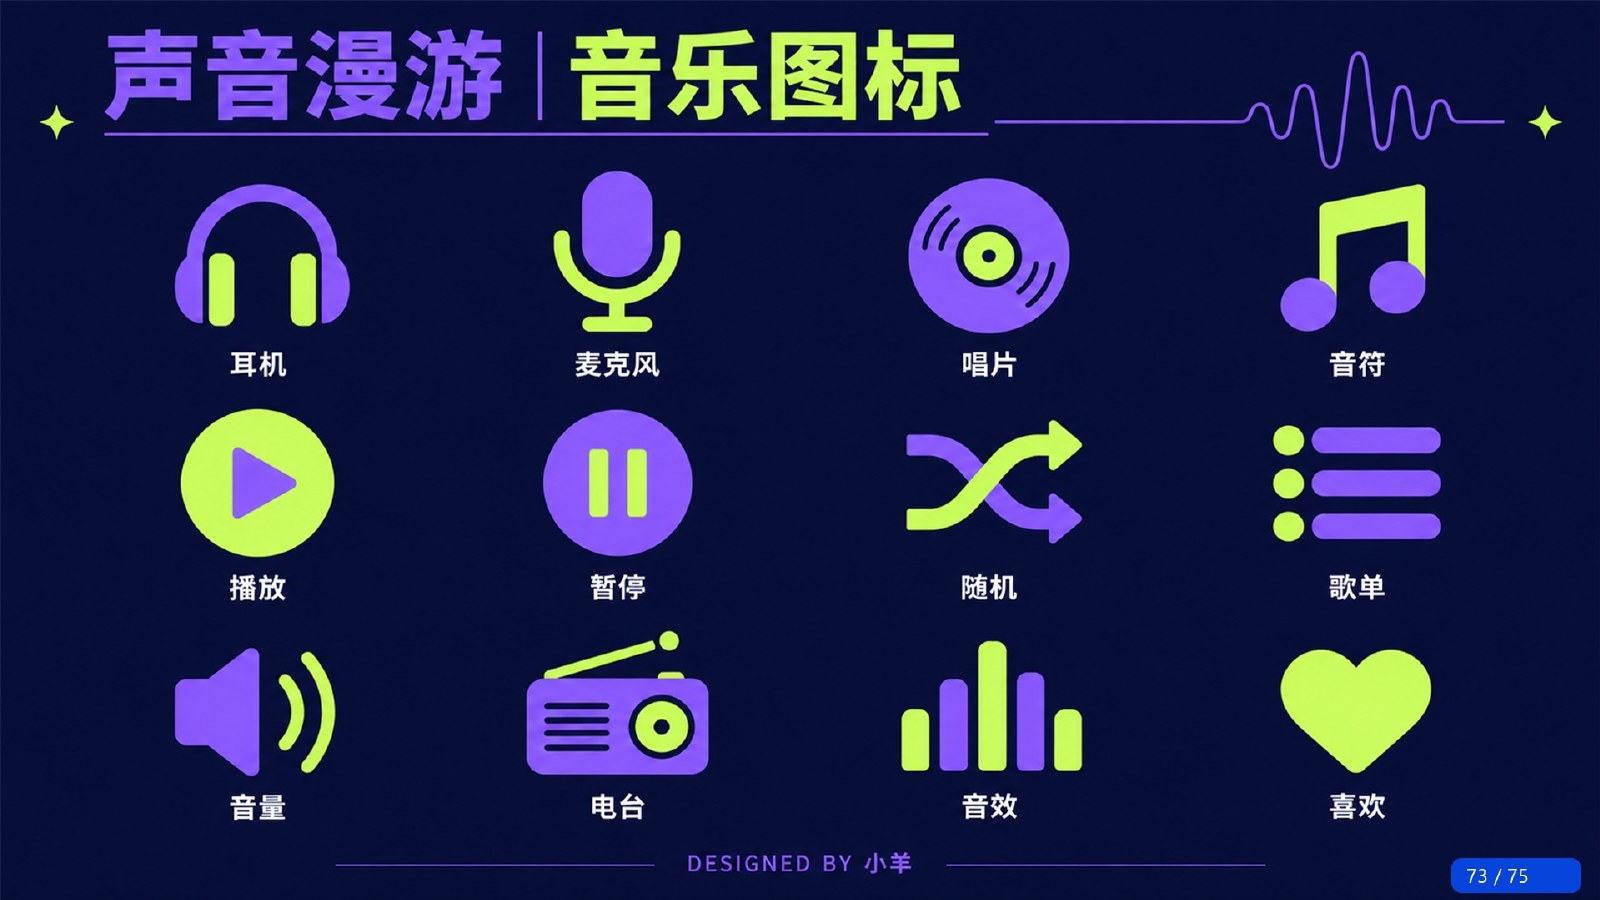 声音漫游 | 音乐图标
耳机
麦克风
唱片
音符
播放
暂停
随机
歌单
音量
电台
音效
喜欢
DESIGNED BY 小羊
73 / 75